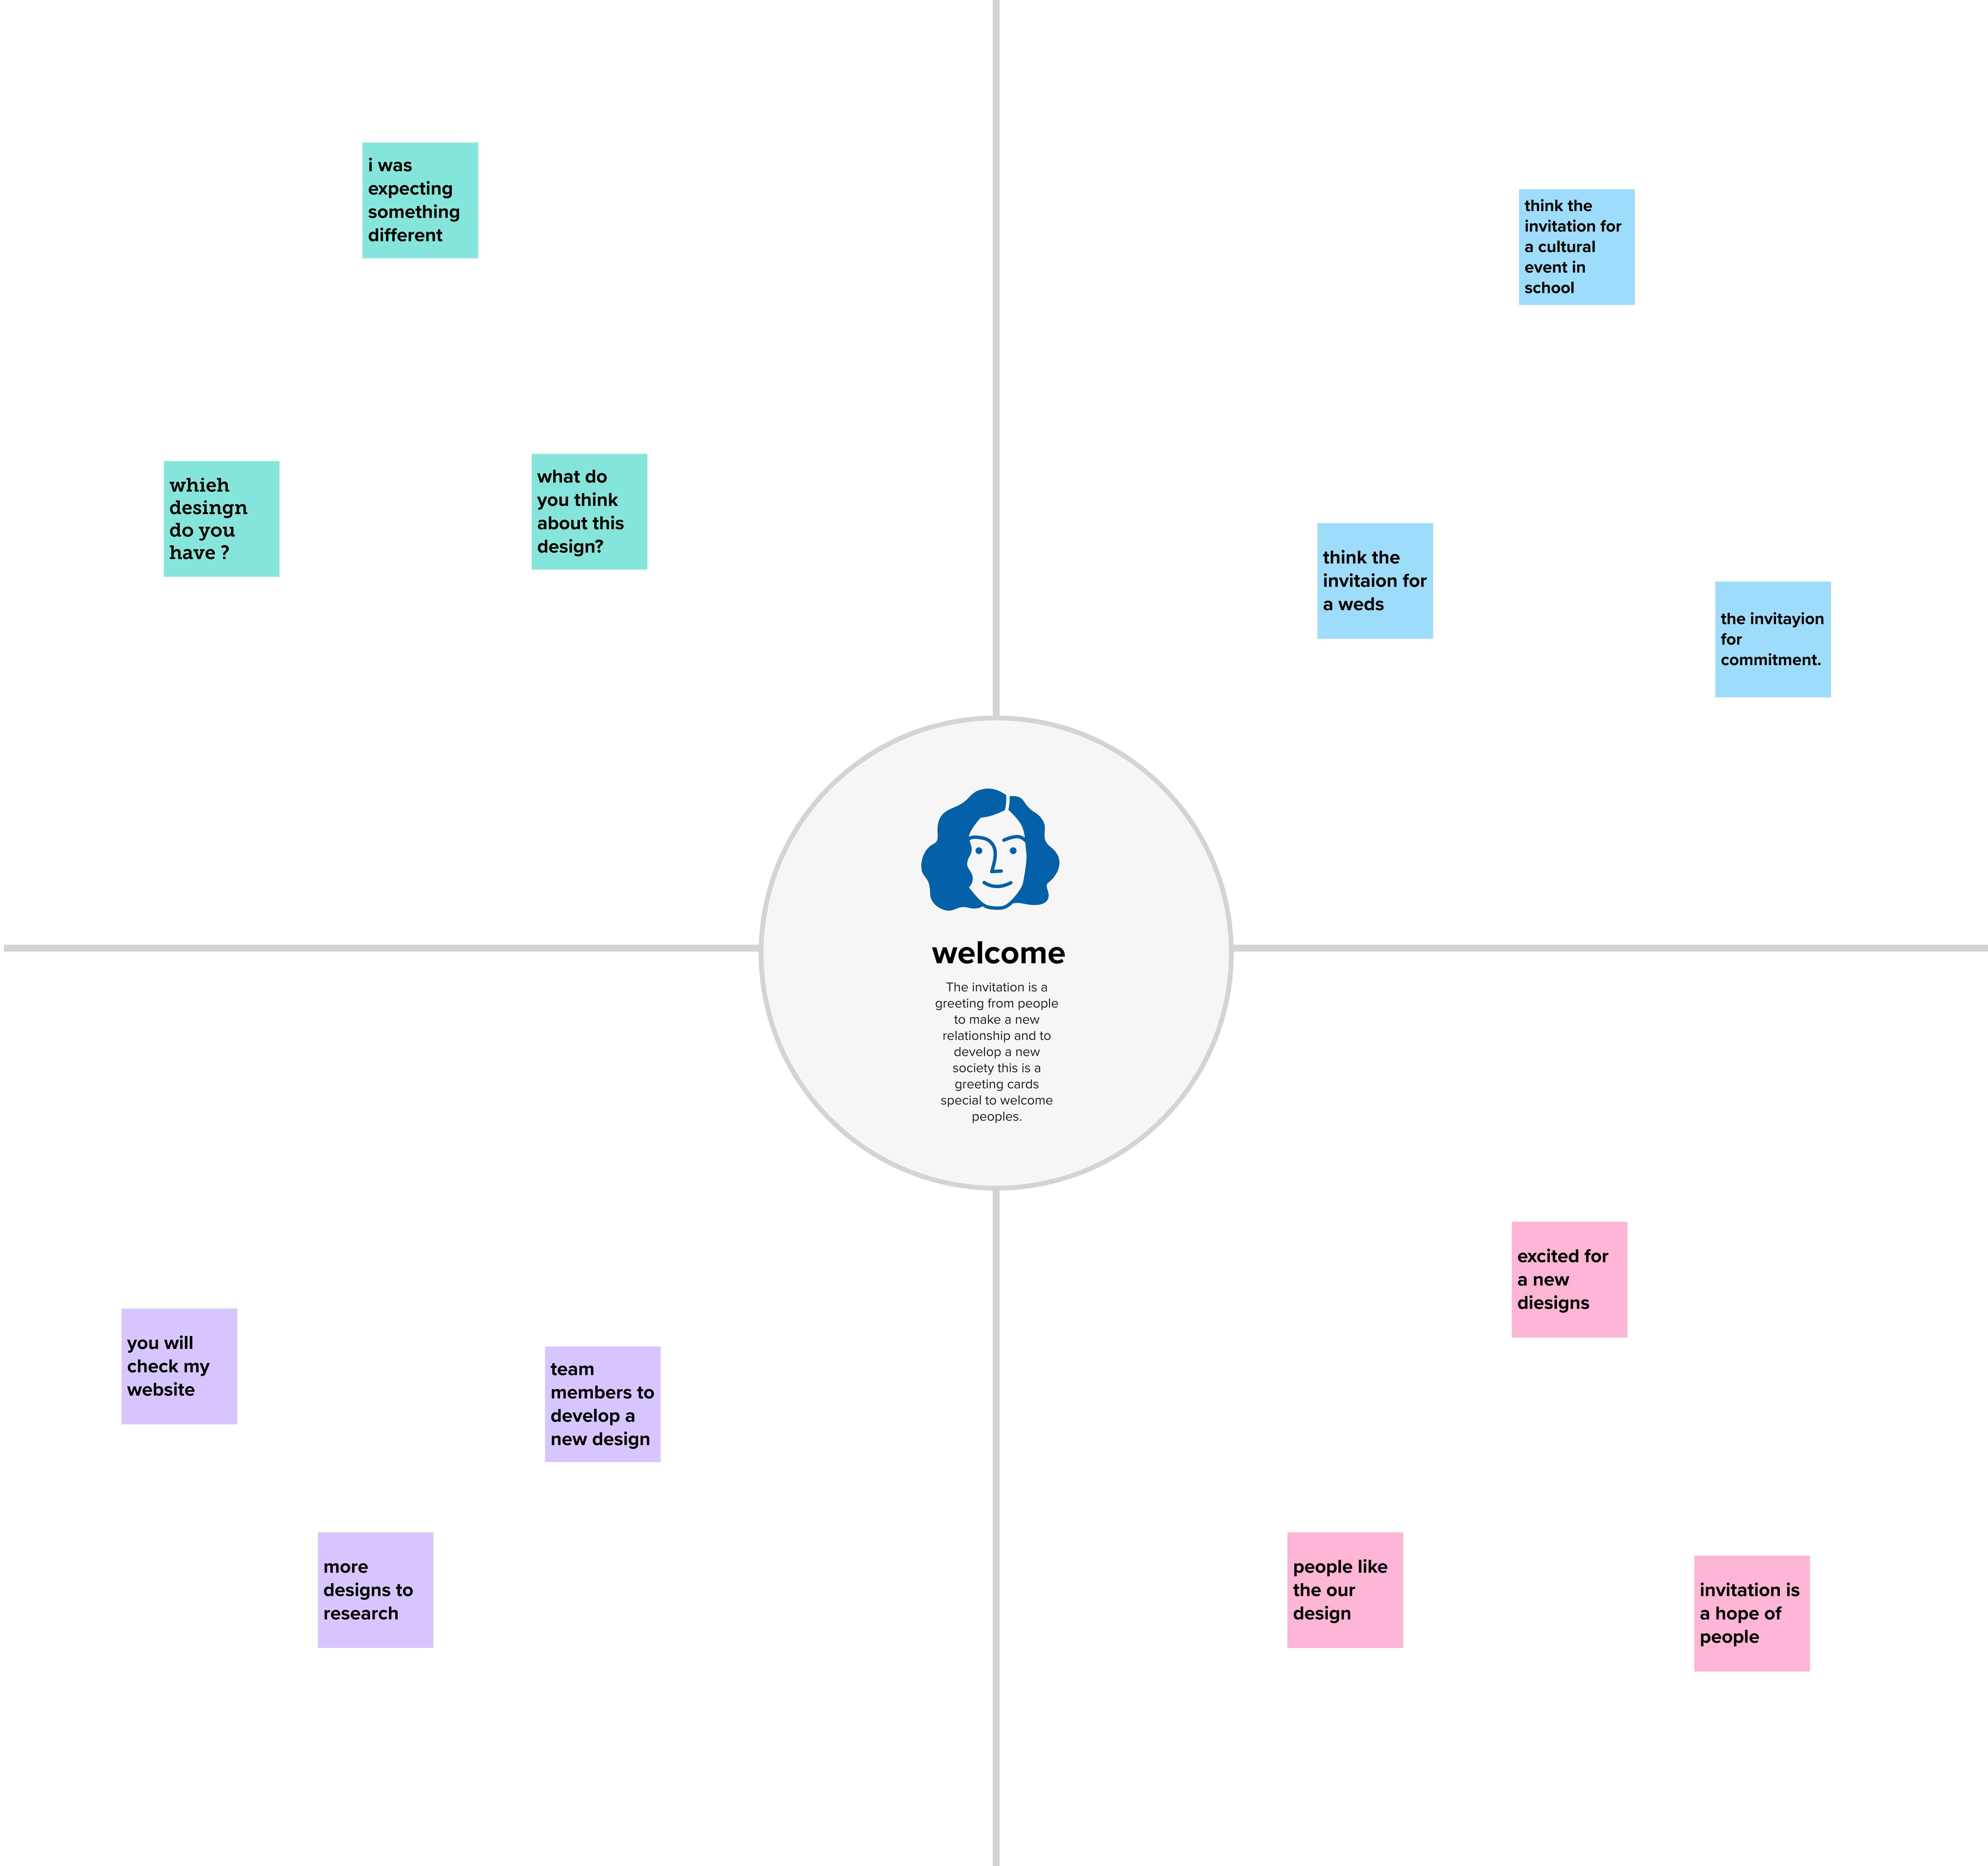 i was
expecting
something
different
whieh
desingn
do you
have ?
what do
you think
about this
design?
think the
invitation for
a cultural
event in
school
think the
invitaion for
a weds
the invitayion
for
commitment.
welcome
The invitation is a
greeting from people
to make a new
relationship and to
develop a new
society this is a
greeting cards
special to welcome
peoples.
you will
check my
website
team
members to
develop a
new design
more
designs to
research
excited for
a new
diesigns
people like
the our
design
invitation is
a hope of
people